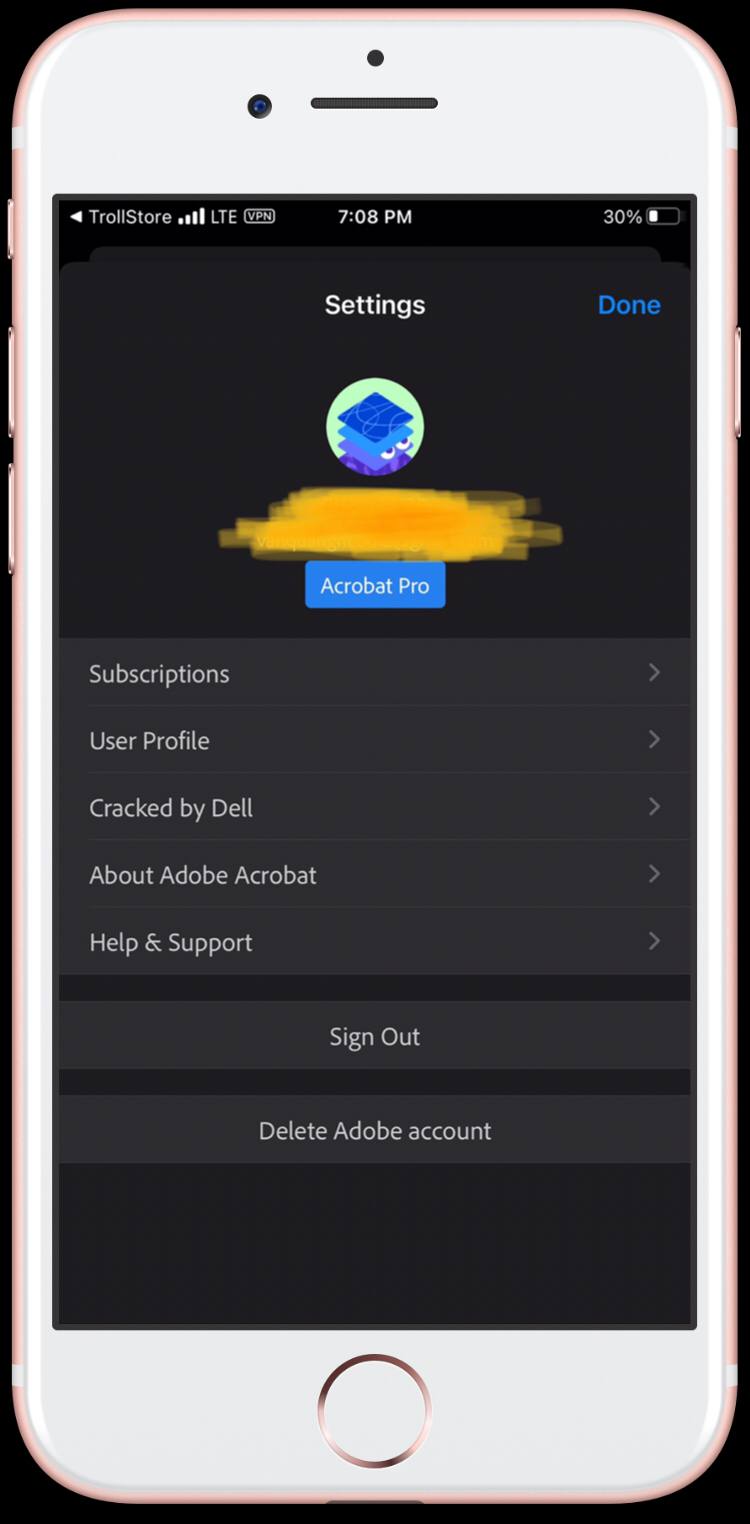 ◀ TrollStore LTE VPN 7:08 PM 30%
Settings Done
Acrobat Pro
Subscriptions
User Profile
Cracked by Dell
About Adobe Acrobat
Help & Support
Sign Out
Delete Adobe account